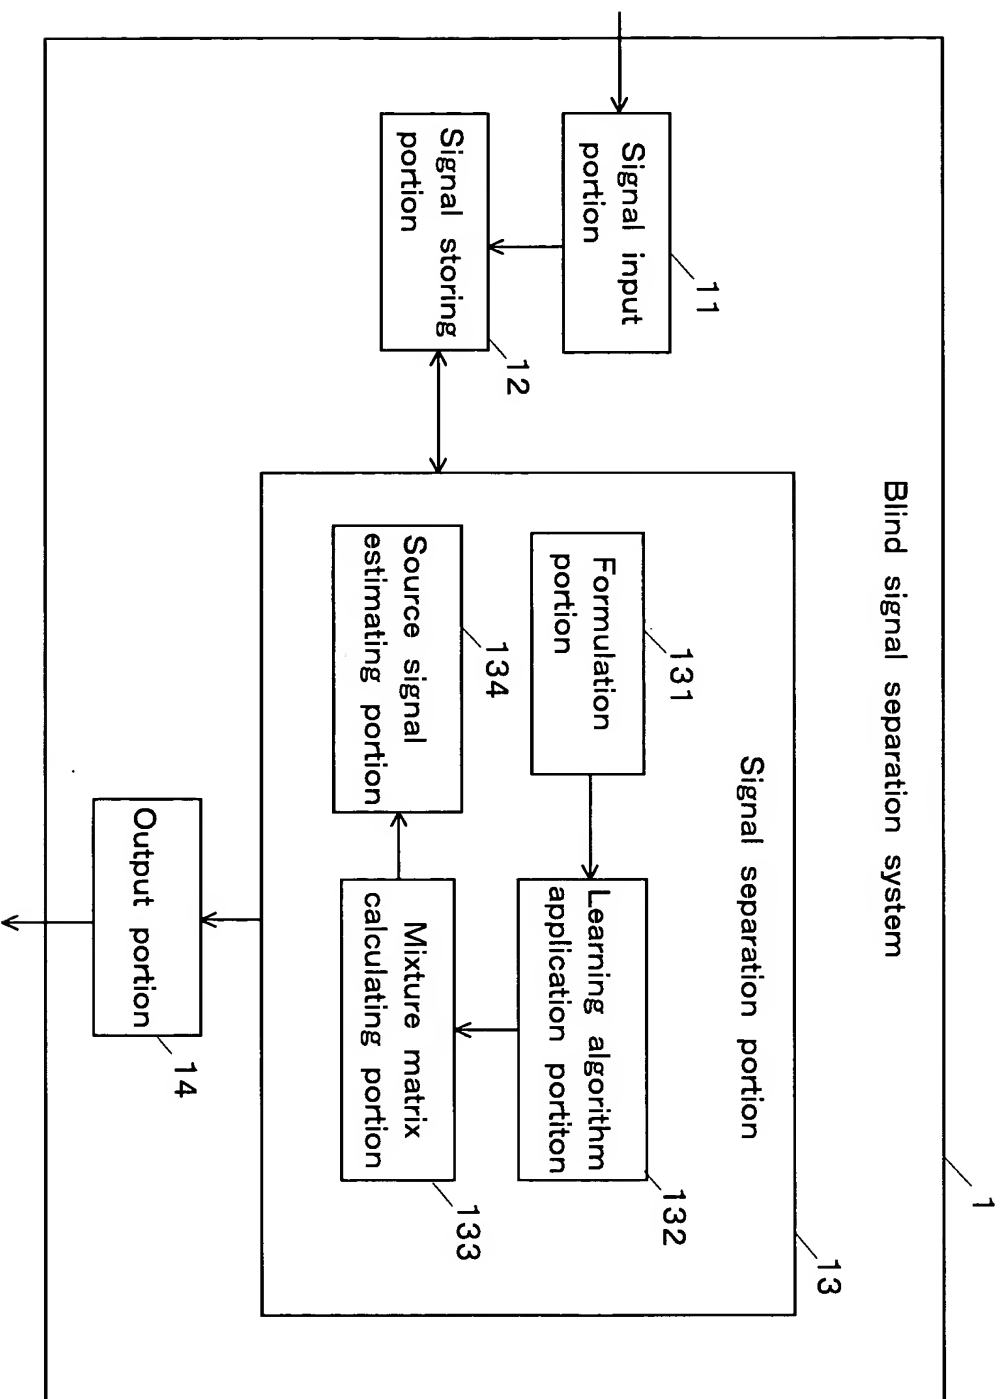 Blind signal separation system
1
Signal input
portion
11
Signal storing
portion
12
Signal separation portion
13
Formulation
portion
131
Learning algorithm
application portiton
132
Source signal
estimating portion
134
Mixture matrix
calculating portion
133
Output portion
14